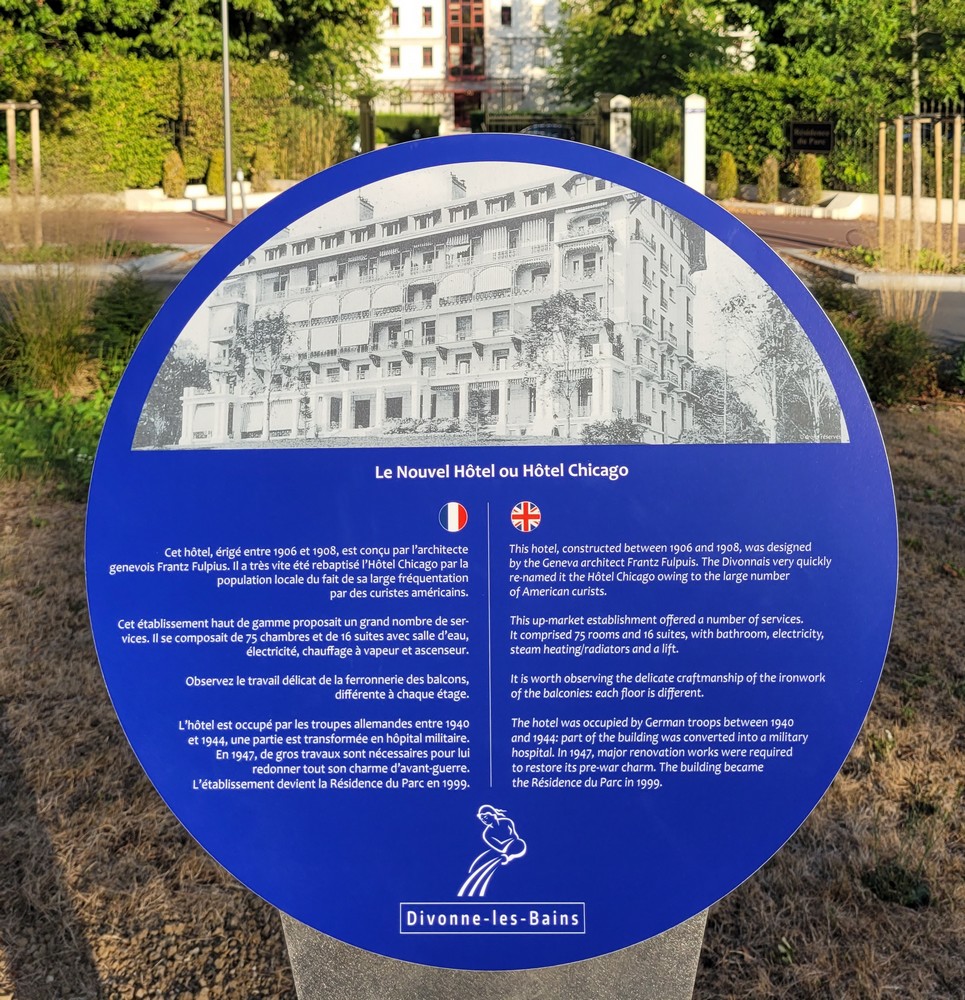 Résidence
du Parc
Le Nouvel Hôtel ou Hôtel Chicago
Cet hôtel, érigé entre 1906 et 1908, est conçu par l'architecte
genevois Frantz Fulpius. Il a très vite été rebaptisé l'Hôtel Chicago par la
population locale du fait de sa large fréquentation
par des curistes américains.
Cet établissement haut de gamme proposait un grand nombre de ser-
vices. Il se composait de 75 chambres et de 16 suites avec salle d'eau,
électricité, chauffage à vapeur et ascenseur.
Observez le travail délicat de la ferronnerie des balcons,
différente à chaque étage.
L'hôtel est occupé par les troupes allemandes entre 1940
et 1944, une partie est transformée en hôpital militaire.
En 1947, de gros travaux sont nécessaires pour lui
redonner tout son charme d'avant-guerre.
L'établissement devient la Résidence du Parc en 1999.
This hotel, constructed between 1906 and 1908, was designed
by the Geneva architect Frantz Fulpuis. The Divonnais very quickly
re-named it the Hôtel Chicago owing to the large number
of American curists.
This up-market establishment offered a number of services.
It comprised 75 rooms and 16 suites, with bathroom, electricity,
steam heating/radiators and a lift.
It is worth observing the delicate craftmanship of the ironwork
of the balconies: each floor is different.
The hotel was occupied by German troops between 1940
and 1944: part of the building was converted into a military
hospital. In 1947, major renovation works were required
to restore its pre-war charm. The building became
the Résidence du Parc in 1999.
Divonne-les-Bains